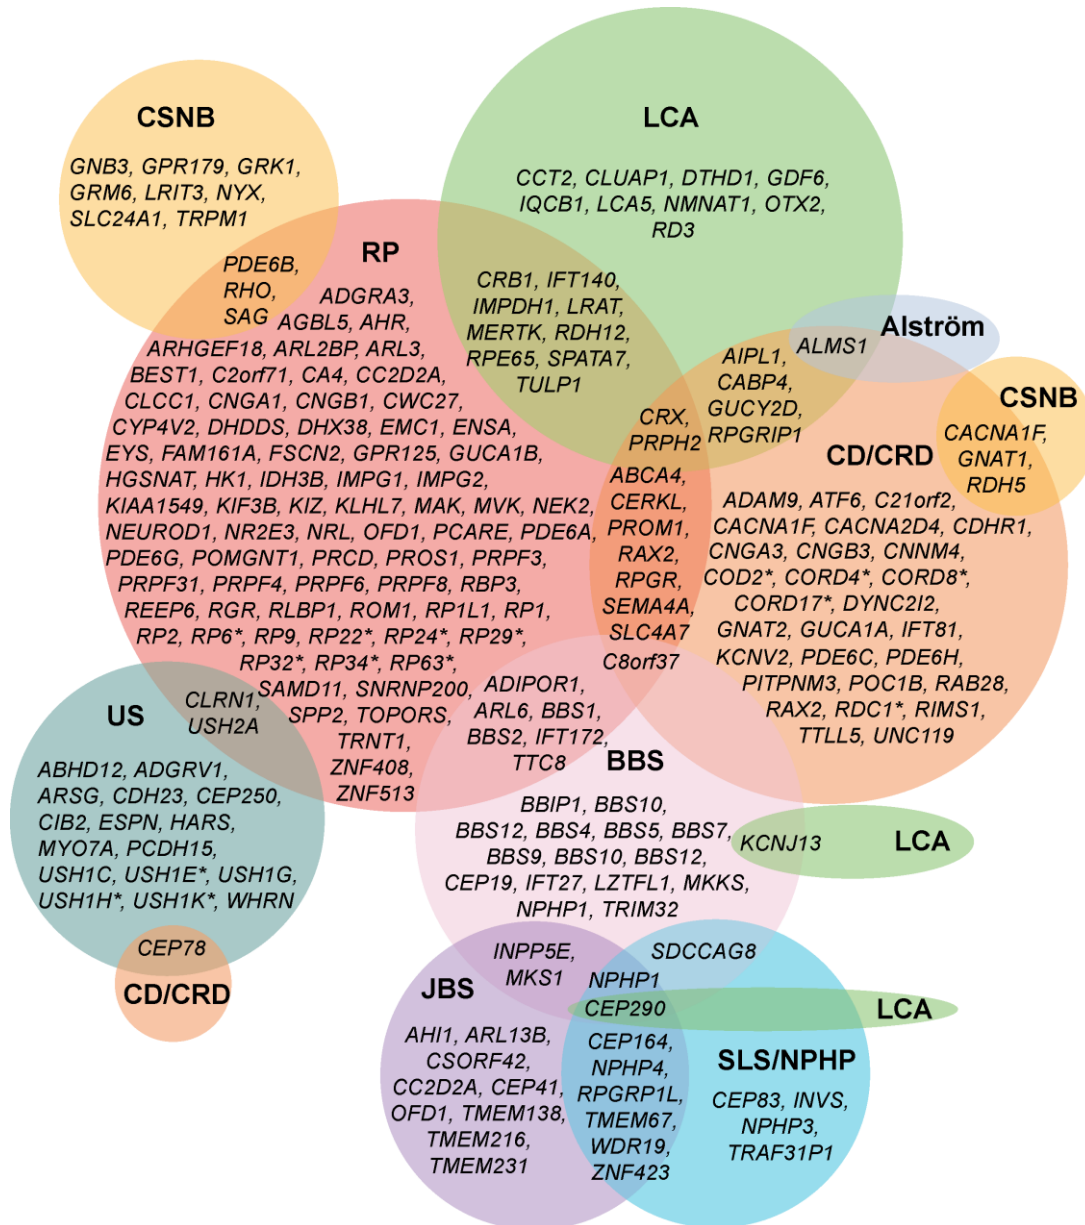 CSNB
GNB3, GPR179, GRK1,
GRM6, LRIT3, NYX,
SLC24A1, TRPM1
LCA
CCT2, CLUAP1, DTHD1, GDF6,
IQCB1, LCA5, NMNAT1, OTX2,
RD3
PDE6B,
RHO,
SAG
RP
ADGRA3,
AGBL5, AHR,
ARHGEF18, ARL2BP, ARL3,
BEST1, C2orf71, CA4, CC2D2A,
CLCC1, CNGA1, CNGB1, CWC27,
CYP4V2, DHDDS, DHX38, EMC1, ENSA,
EYS, FAM161A, FSCN2, GPR125, GUCA1B,
HGSNAT, HK1, IDH3B, IMPG1, IMPG2,
KIAA1549, KIF3B, KIZ, KLHL7, MAK, MVK, NEK2,
NEUROD1, NR2E3, NRL, OFD1, PCARE, PDE6A,
PDE6G, POMGNT1, PRCD, PROS1, PRPF3,
PRPF31, PRPF4, PRPF6, PRPF8, RBP3,
REEP6, RGR, RLBP1, ROM1, RP1L1, RP1,
RP2, RP6*, RP9, RP22*, RP24*, RP29*,
RP32*, RP34*, RP63*,
SAMD11, SNRNP200,
SPP2, TOPORS,
TRNT1,
ZNF408,
ZNF513
CRB1, IFT140,
IMPDH1, LRAT,
MERTK, RDH12,
RPE65, SPATA7,
TULP1
Alström
ALMS1
AIPL1,
CABP4,
GUCY2D,
RPGRIP1
CRX,
PRPH2
ABCA4,
CERKL,
PROM1,
RAX2,
RPGR,
SEMA4A,
SLC4A7
C8orf37
CSNB
CACNA1F,
GNAT1,
RDH5
CD/CRD
ADAM9, ATF6, C21orf2,
CACNA1F, CACNA2D4, CDHR1,
CNGA3, CNGB3, CNNM4,
COD2*, CORD4*, CORD8*,
CORD17*, DYNC2I2,
GNAT2, GUCA1A, IFT81,
KCNV2, PDE6C, PDE6H,
PITPNM3, POC1B, RAB28,
RAX2, RDC1*, RIMS1,
TTLL5, UNC119
US
CLRN1,
USH2A
ABHD12, ADGRV1,
ARSG, CDH23, CEP250,
CIB2, ESPN, HARS,
MYO7A, PCDH15,
USH1C, USH1E*, USH1G,
USH1H*, USH1K*, WHRN
CEP78
CD/CRD
ADIPOR1,
ARL6, BBS1,
BBS2, IFT172,
TTC8
BBS
BBIP1, BBS10,
BBS12, BBS4, BBS5, BBS7,
BBS9, BBS10, BBS12,
CEP19, IFT27, LZTFL1, MKKS,
NPHP1, TRIM32
KCNJ13
LCA
INPP5E,
MKS1
SDCCAG8
NPHP1
CEP290
LCA
JBS
AHI1, ARL13B,
CSORF42,
CC2D2A, CEP41,
OFD1, TMEM138,
TMEM216,
TMEM231
CEP164,
NPHP4,
RPGRP1L,
TMEM67,
WDR19,
ZNF423
SLS/NPHP
CEP83, INVS,
NPHP3,
TRAF31P1